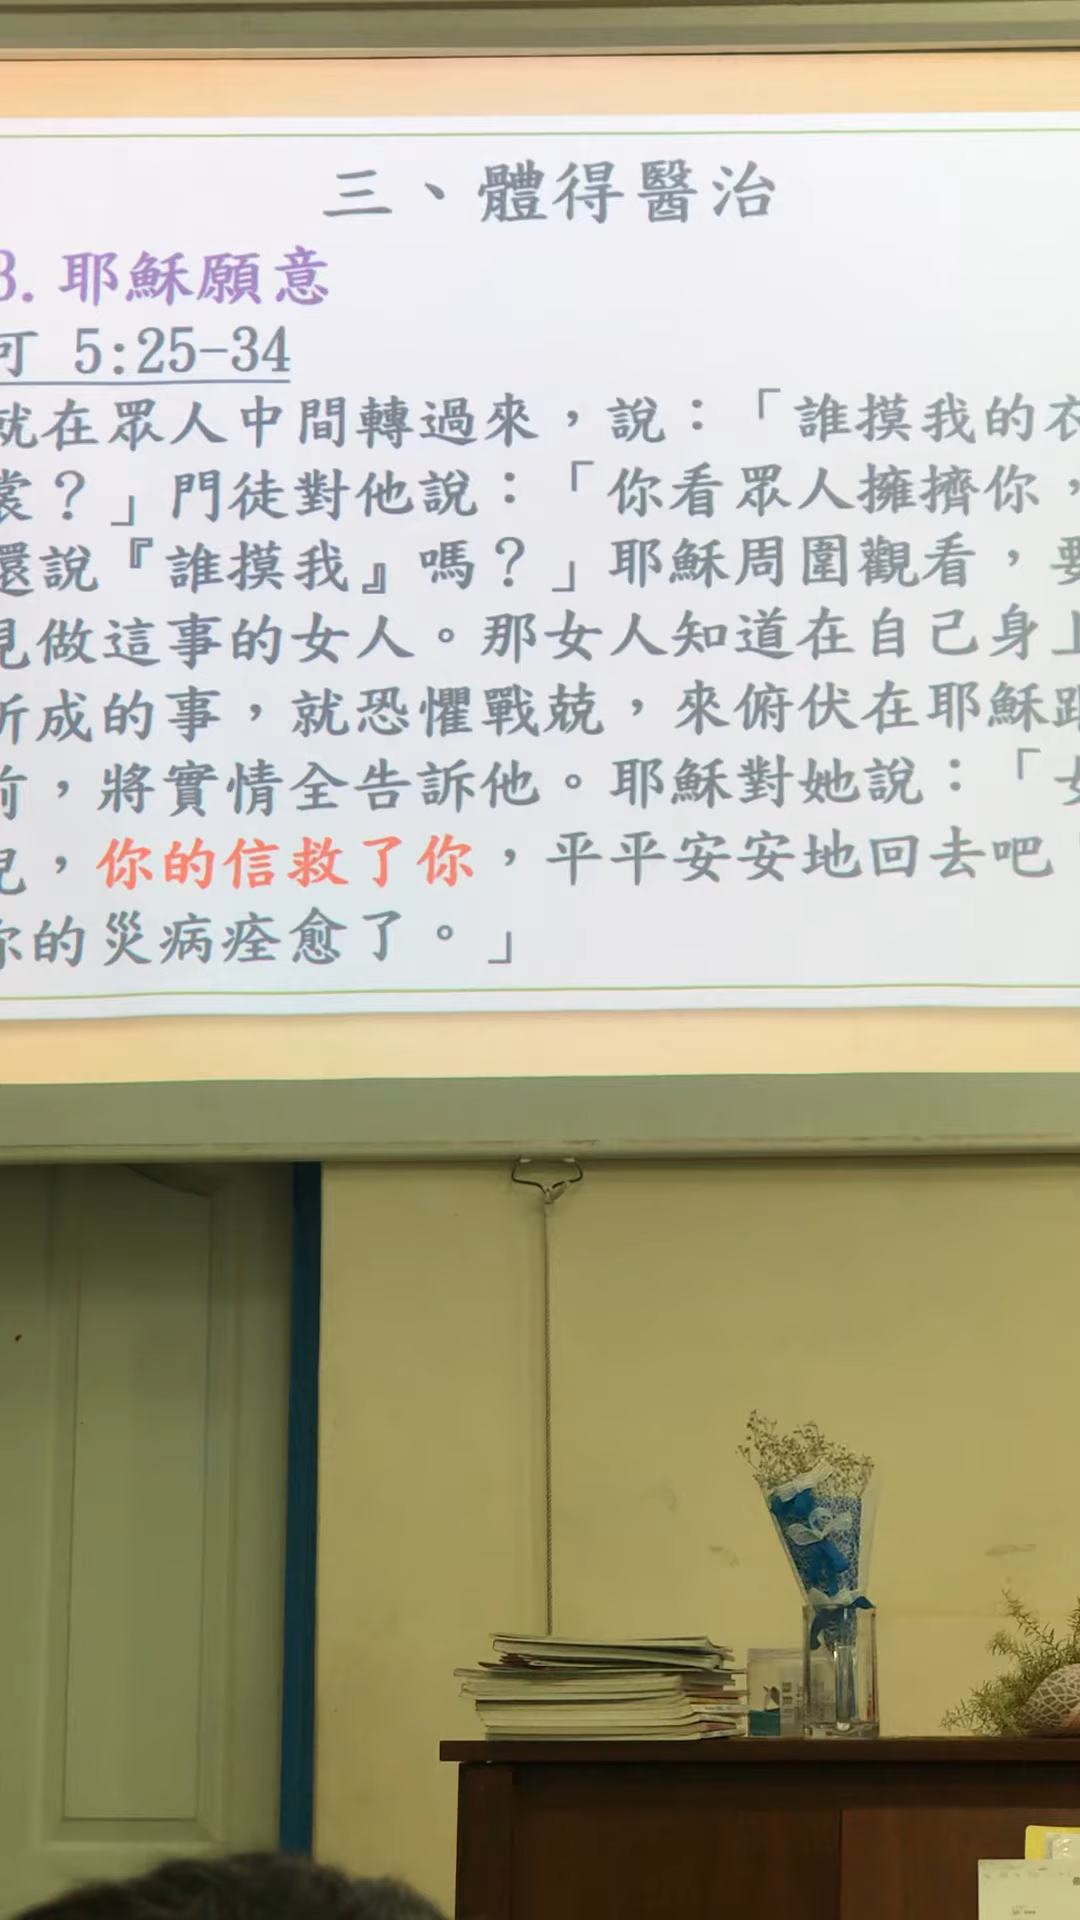 三、體得醫治
3. 耶穌願意
可 5:25-34
就在眾人中間轉過來，說：「誰摸我的衣
裳？」門徒對他說：「你看眾人擁擠你，
還說『誰摸我』嗎？」耶穌周圍觀看，要
見做這事的女人。那女人知道在自己身上
所成的事，就恐懼戰兢，來俯伏在耶穌跟
前，將實情全告訴他。耶穌對她說：「女
兒，你的信救了你，平平安安地回去吧！
你的災病痊愈了。」